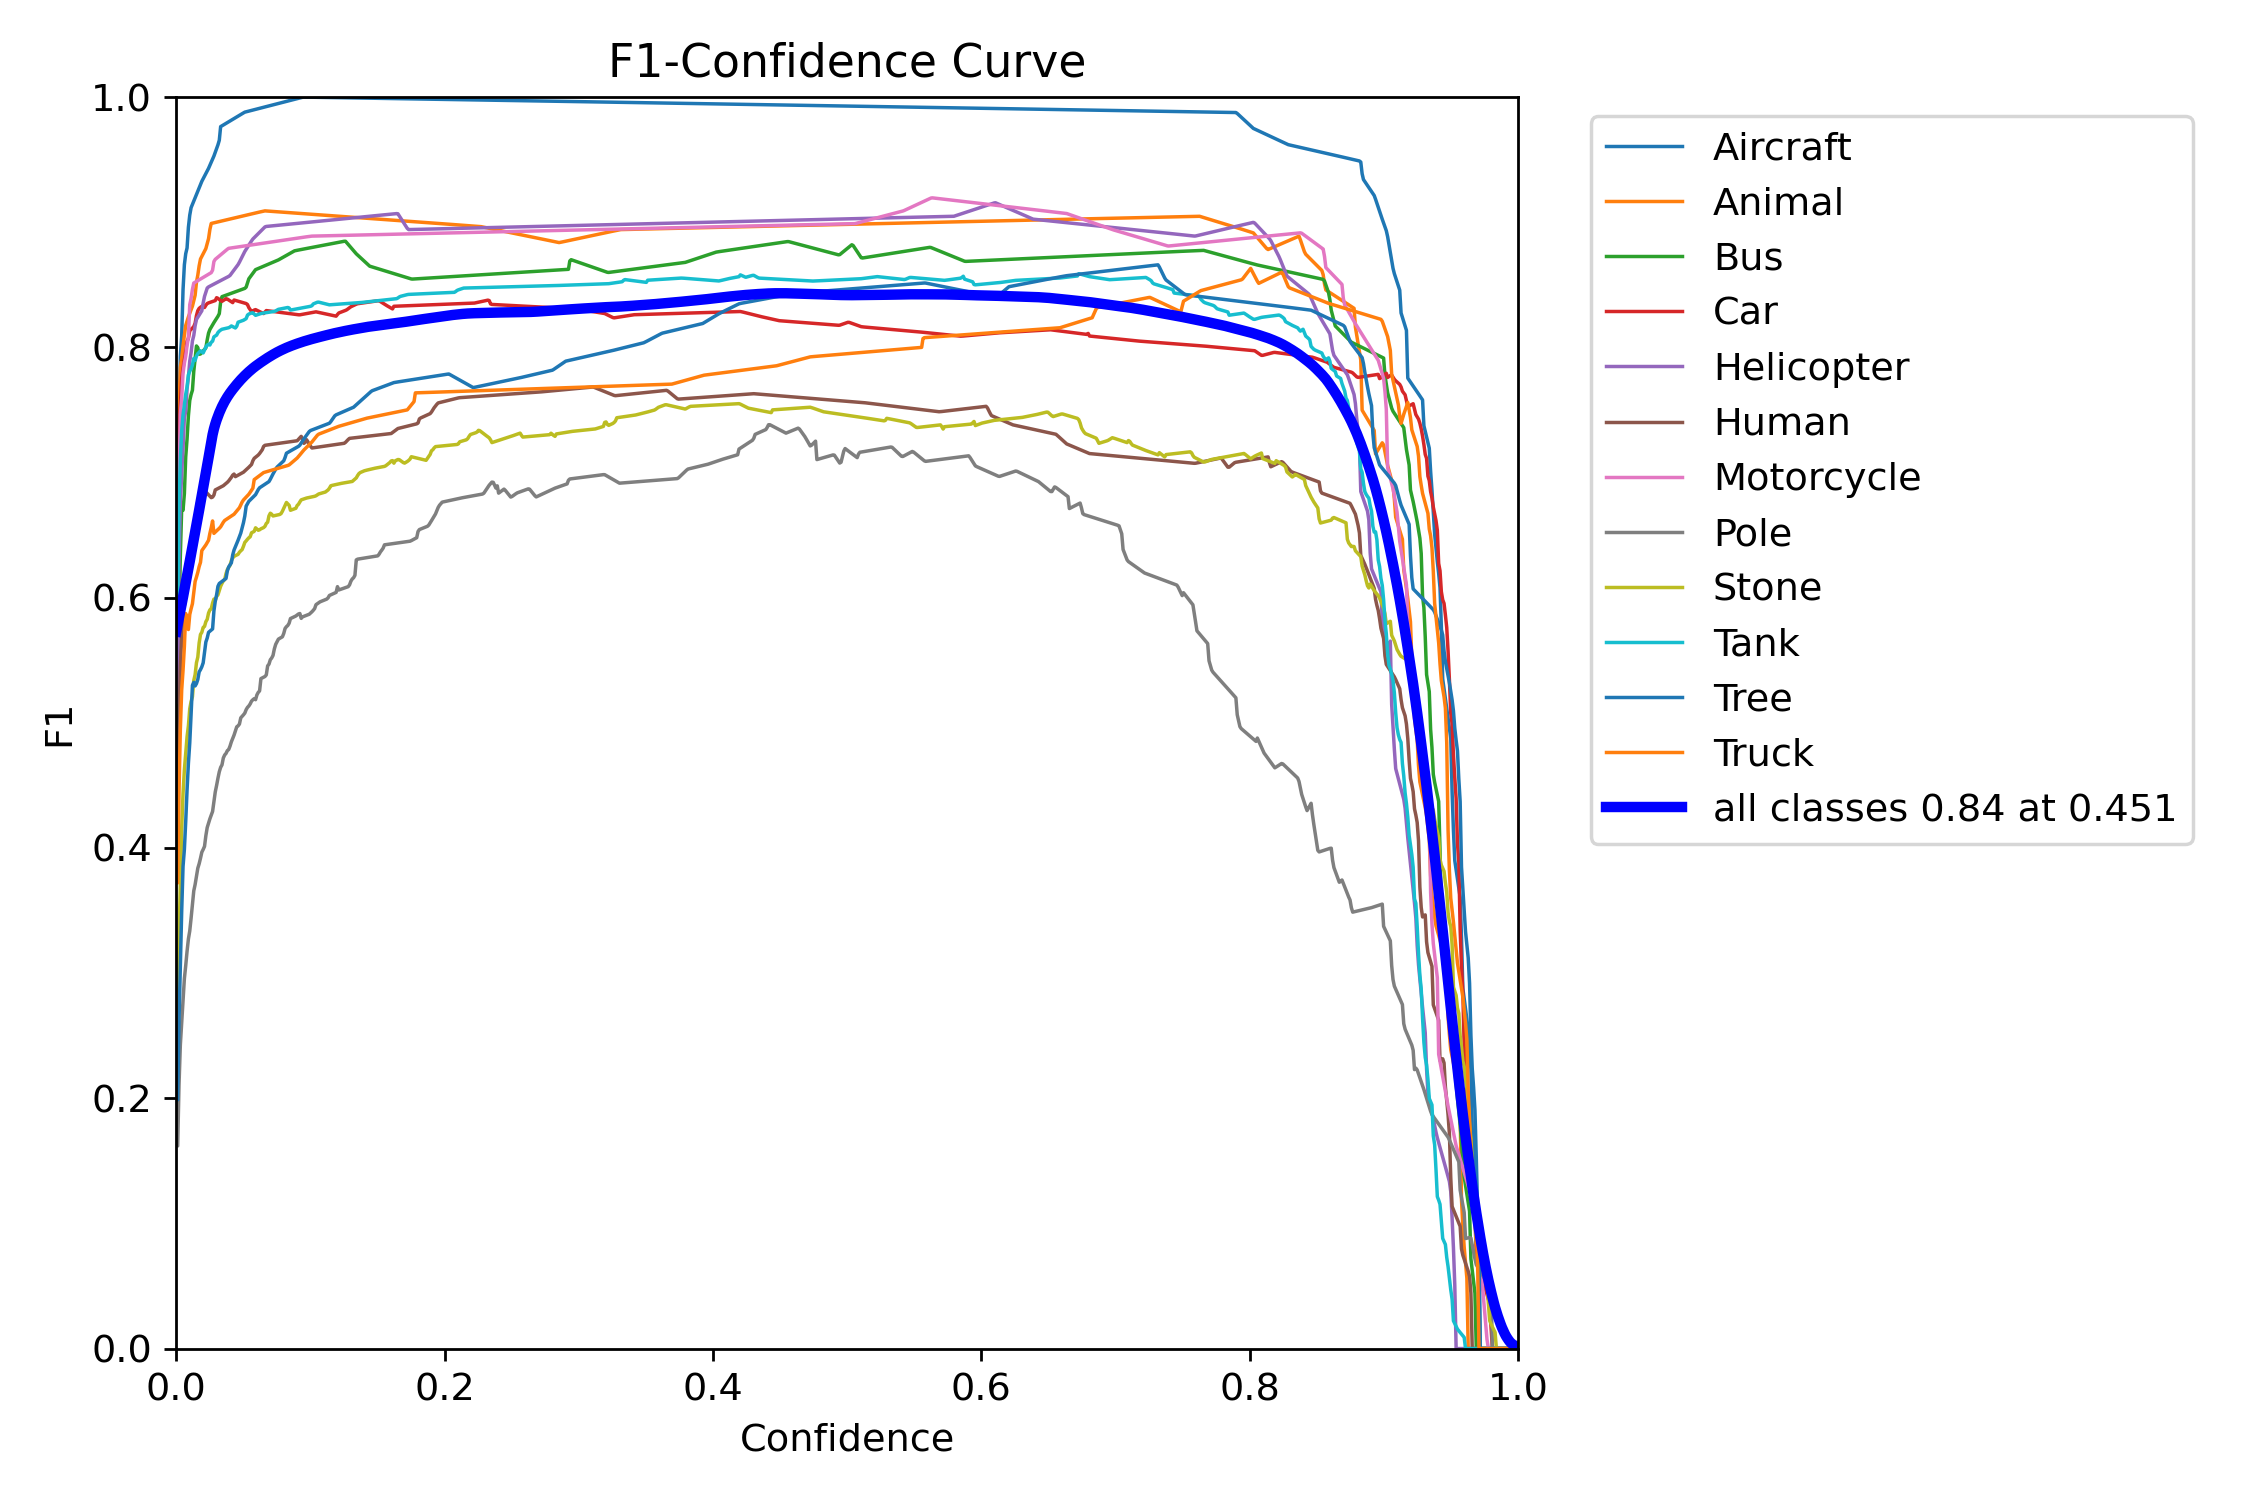 F1-Confidence Curve
1.0
0.8
0.6
0.4
0.2
0.0
F1
0.0 0.2 0.4 0.6 0.8 1.0
Confidence
Aircraft
Animal
Bus
Car
Helicopter
Human
Motorcycle
Pole
Stone
Tank
Tree
Truck
all classes 0.84 at 0.451